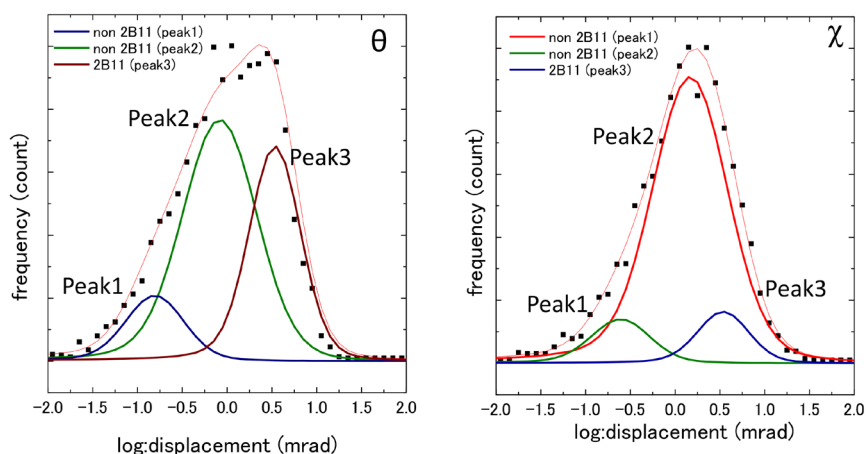 non 2B11 (peak1)
non 2B11 (peak2)
2B11 (peak3)
θ
Peak2
Peak3
Peak1
frequency (count)
-2.0 -1.5 -1.0 -0.5 0.0 0.5 1.0 1.5 2.0
log:displacement (mrad)
non 2B11 (peak1)
non 2B11 (peak2)
2B11 (peak3)
χ
Peak2
Peak1
Peak3
frequency (count)
-2.0 -1.5 -1.0 -0.5 0.0 0.5 1.0 1.5 2.0
log:displacement (mrad)